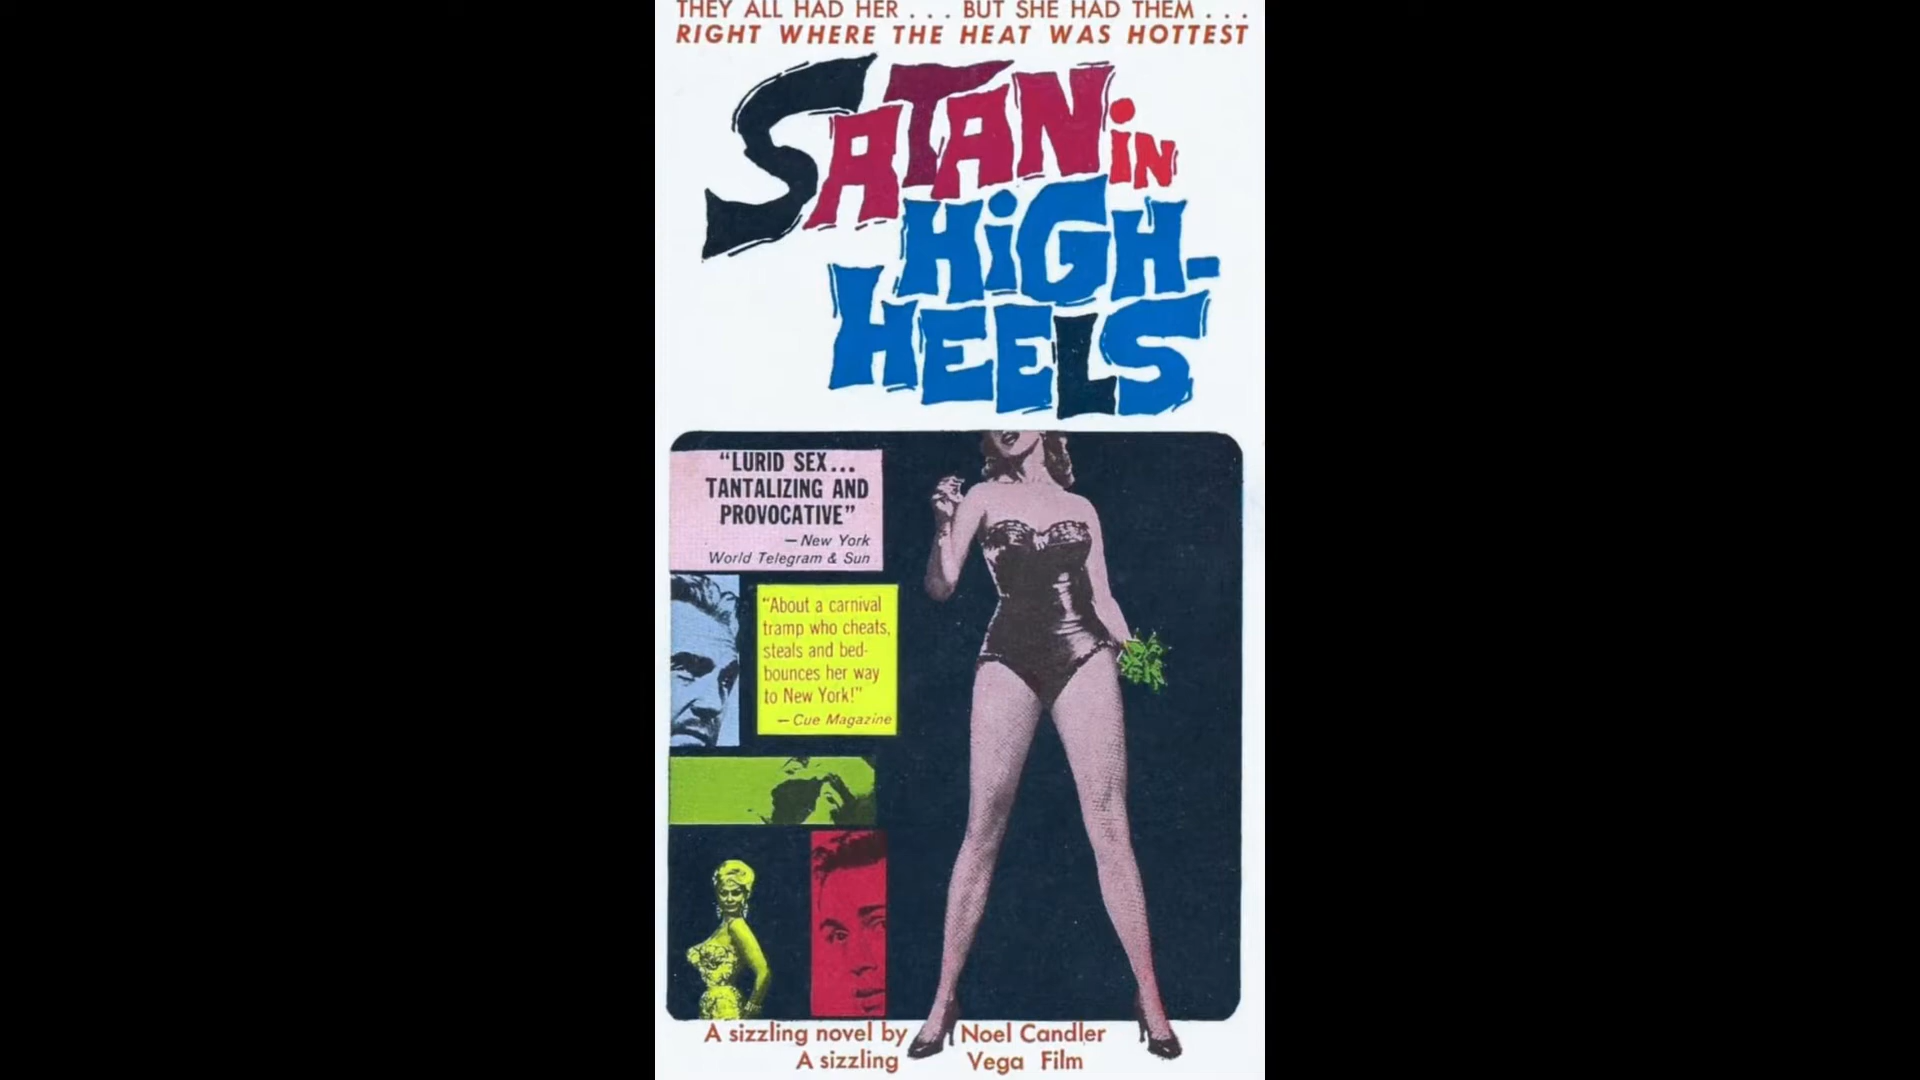 THEY ALL HAD HER . . . BUT SHE HAD THEM . . .
RIGHT WHERE THE HEAT WAS HOTTEST
SATAN iN
HiGH-
HEELS
“LURID SEX...
TANTALIZING AND
PROVOCATIVE”
— New York
World Telegram & Sun
“About a carnival
tramp who cheats,
steals and bed-
bounces her way
to New York!”
— Cue Magazine
A sizzling novel by Noel Candler
A sizzling Vega Film